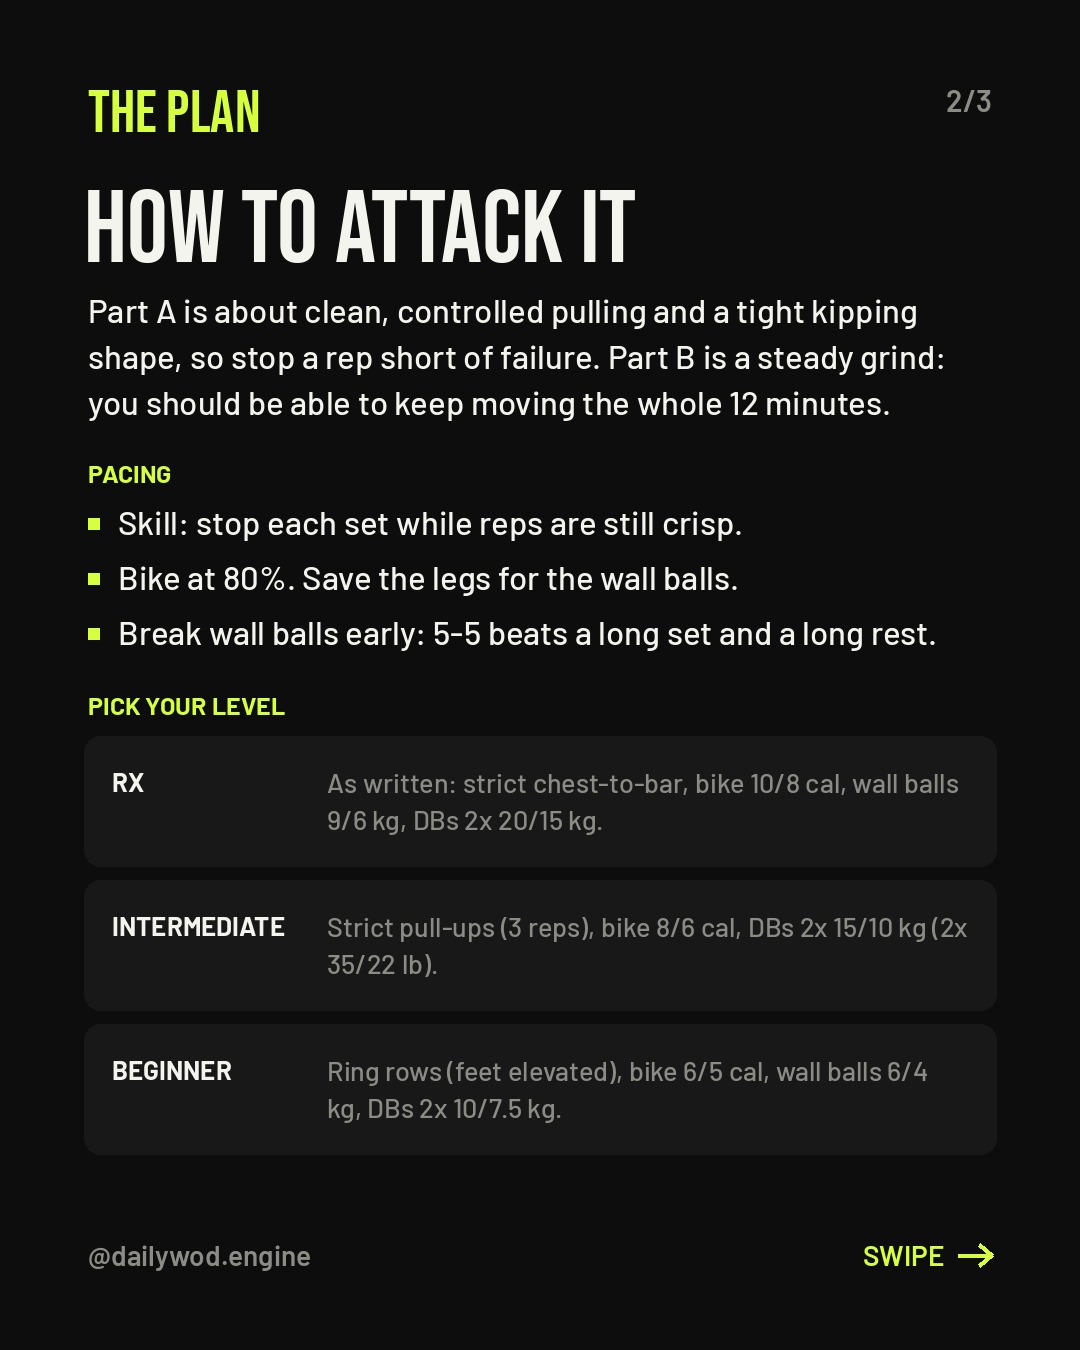 THE PLAN
2/3
HOW TO ATTACK IT
Part A is about clean, controlled pulling and a tight kipping
shape, so stop a rep short of failure. Part B is a steady grind:
you should be able to keep moving the whole 12 minutes.
PACING
Skill: stop each set while reps are still crisp.
Bike at 80%. Save the legs for the wall balls.
Break wall balls early: 5-5 beats a long set and a long rest.
PICK YOUR LEVEL
RX
As written: strict chest-to-bar, bike 10/8 cal, wall balls
9/6 kg, DBs 2x 20/15 kg.
INTERMEDIATE
Strict pull-ups (3 reps), bike 8/6 cal, DBs 2x 15/10 kg (2x
35/22 lb).
BEGINNER
Ring rows (feet elevated), bike 6/5 cal, wall balls 6/4
kg, DBs 2x 10/7.5 kg.
@dailywod.engine
SWIPE →